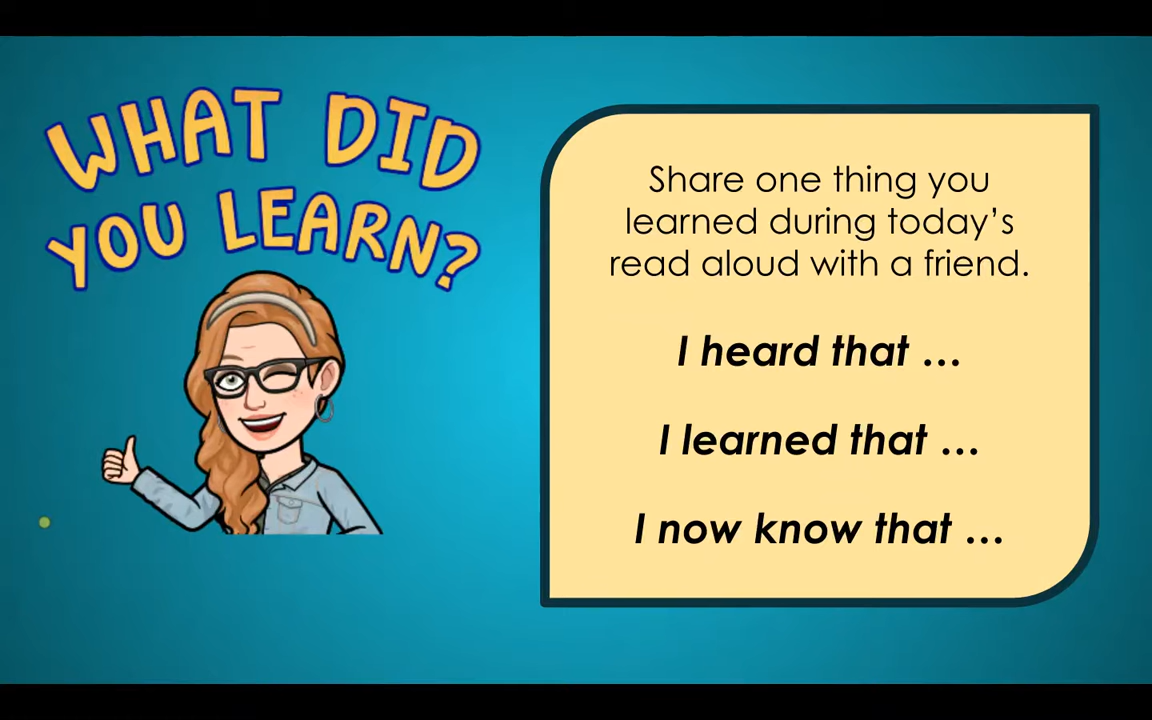 WHAT DID
YOU LEARN?
Share one thing you
learned during today’s
read aloud with a friend.
I heard that …
I learned that …
I now know that …